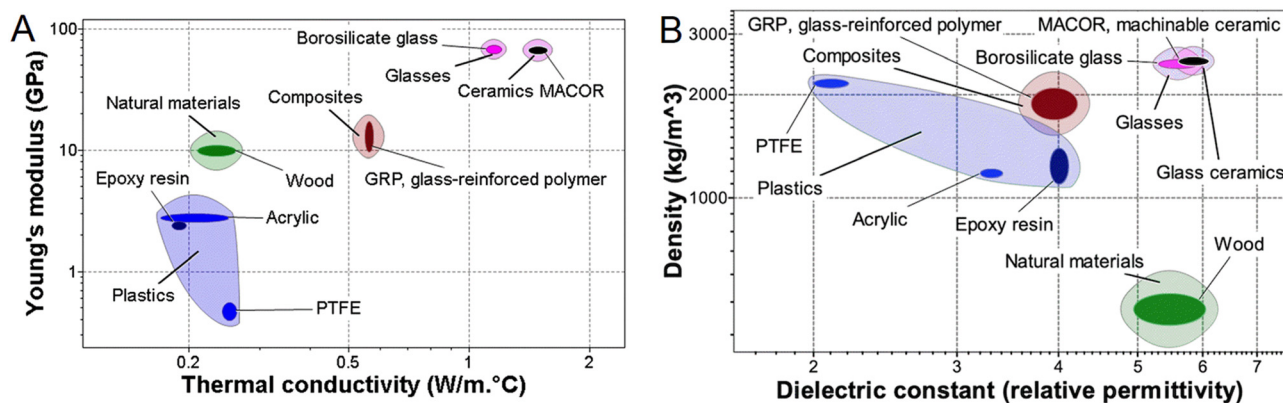 A
Young's modulus (GPa)
100
10
1
Borosilicate glass
Glasses
Ceramics MACOR
Natural materials
Composites
Wood
GRP, glass-reinforced polymer
Epoxy resin
Acrylic
Plastics
PTFE
0.2
0.5
1
2
Thermal conductivity (W/m.°C)
B
Density (kg/m^3)
3000
2000
1000
GRP, glass-reinforced polymer
MACOR, machinable ceramic
Composites
Borosilicate glass
PTFE
Glasses
Plastics
Glass ceramics
Acrylic
Epoxy resin
Wood
Natural materials
2
3
4
5
6
7
Dielectric constant (relative permittivity)